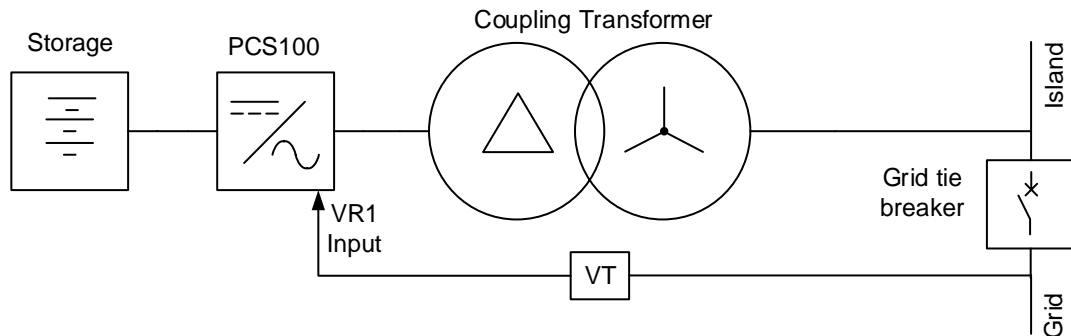 Coupling Transformer
Storage
PCS100
Island
Grid tie
breaker
VR1
Input
VT
Grid